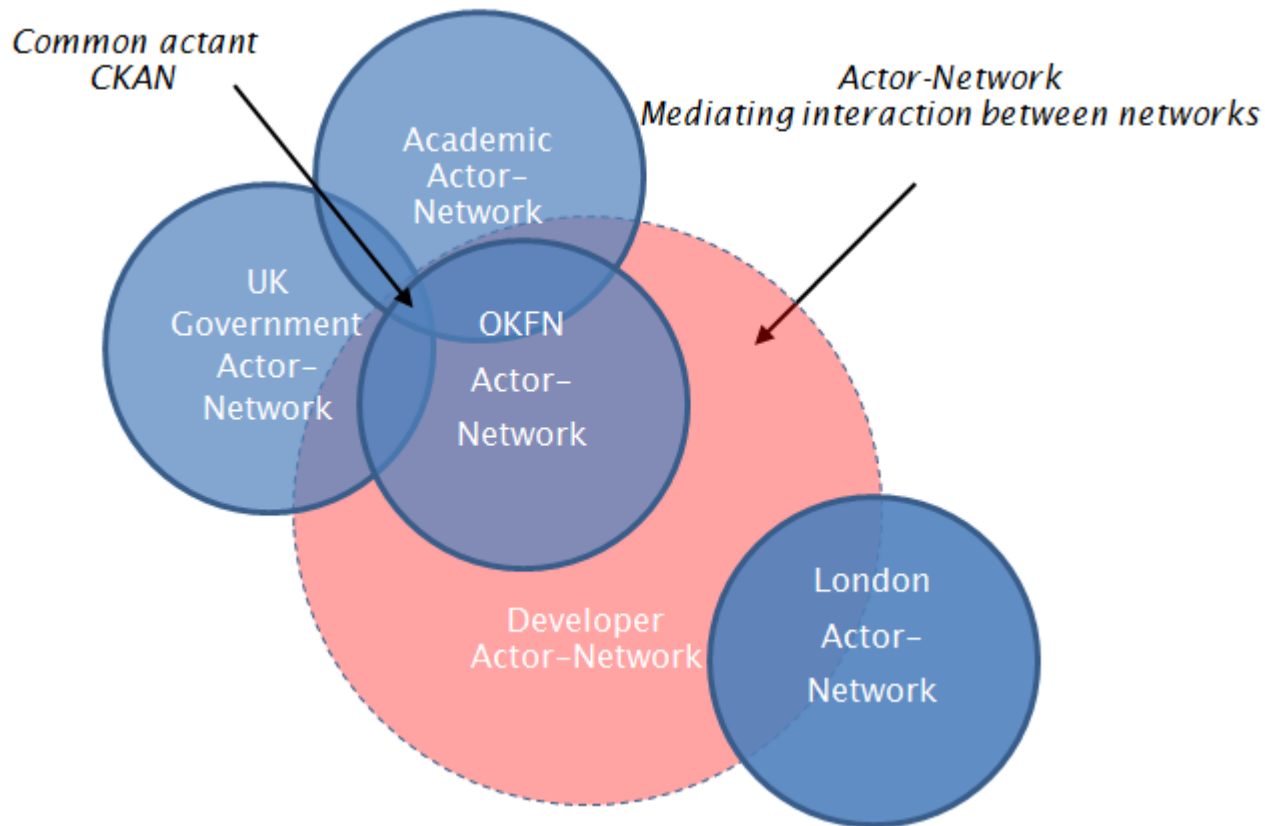 Common actant
CKAN
Actor-Network
Mediating interaction between networks
Academic
Actor-
Network
UK
Government
Actor-
Network
OKFN
Actor-
Network
Developer
Actor-Network
London
Actor-
Network